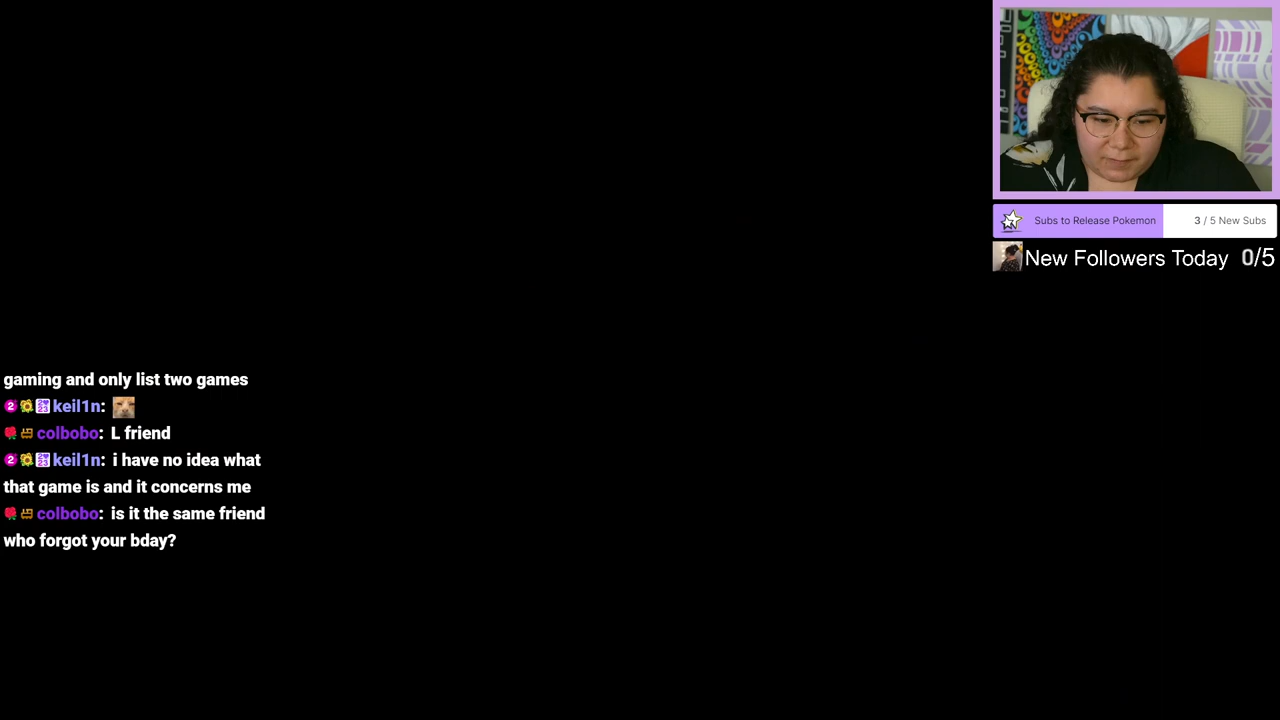 Subs to Release Pokemon 3 / 5 New Subs
New Followers Today 0/5
gaming and only list two games
keil1n:
colbobo: L friend
keil1n: i have no idea what
that game is and it concerns me
colbobo: is it the same friend
who forgot your bday?